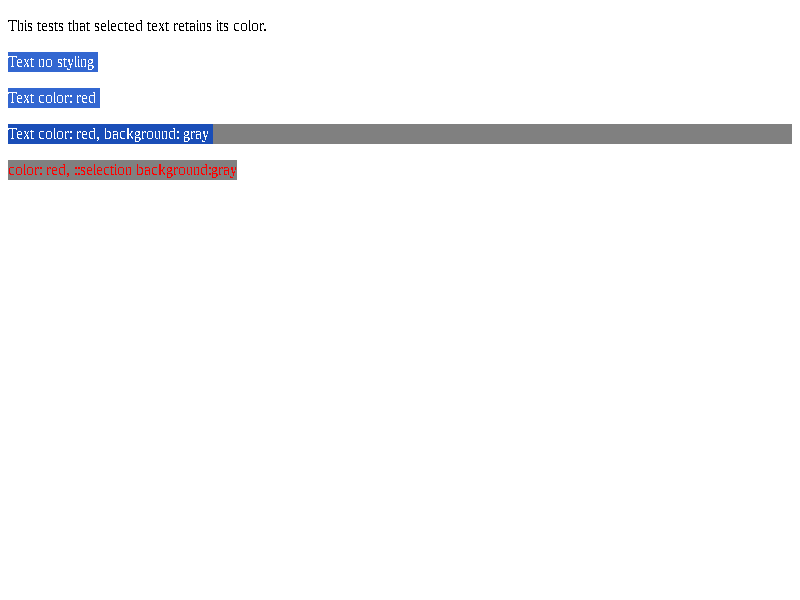 This tests that selected text retains its color.
Text no styling
Text color: red
Text color: red, background: gray
color: red, ::selection background:gray